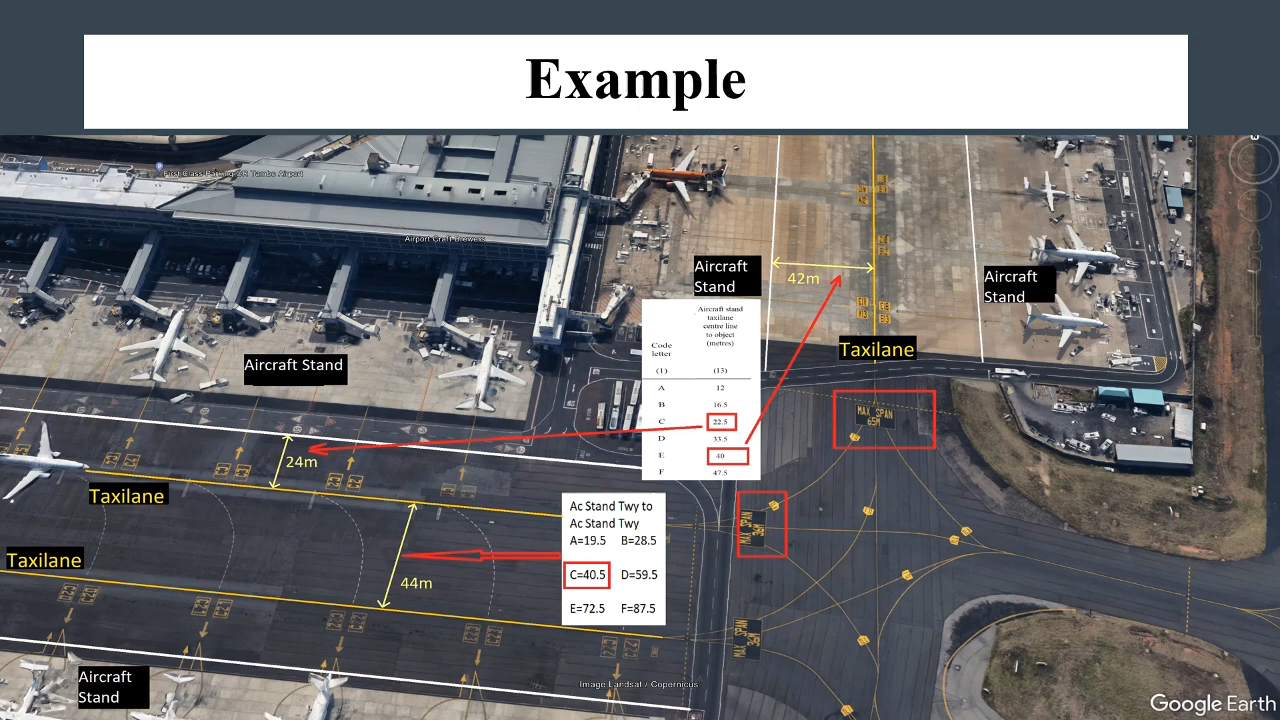 Example
First Class Parking OR Tambo Airport
Airport Craft Brewers
Aircraft
Stand
42m
Aircraft
Stand
Taxilane
Aircraft stand
taxilane
centre line
to object
(metres)
Code
letter
(1) (13)
A 12
B 16.5
C 22.5
D 33.5
E 40
F 47.5
Aircraft Stand
MAX SPAN
65M
24m
Taxilane
Ac Stand Twy to
Ac Stand Twy
A=19.5 B=28.5
C=40.5 D=59.5
E=72.5 F=87.5
MAX SPAN
36M
Taxilane
44m
MAX SPAN
36M
Aircraft
Stand
Image Landsat / Copernicus
Google Earth